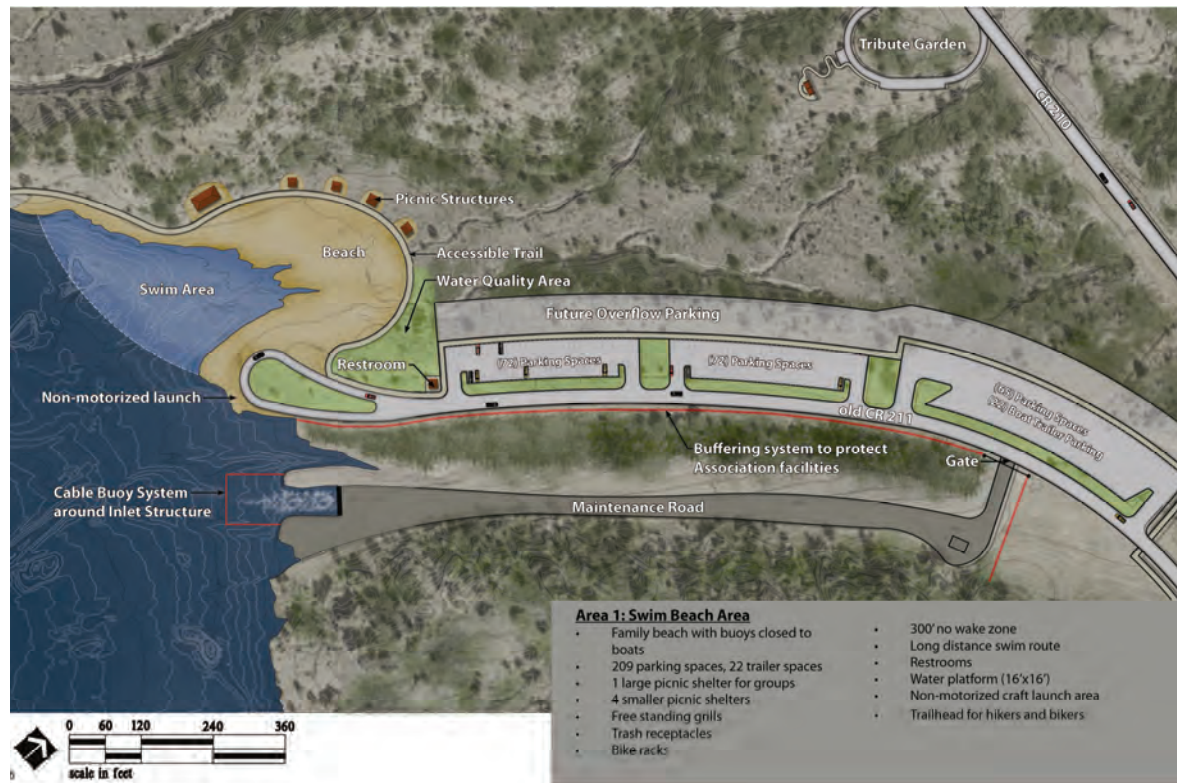 Tribute Garden
CR 210
Picnic Structures
Beach
Accessible Trail
Water Quality Area
Swim Area
Future Overflow Parking
(72) Parking Spaces
(72) Parking Spaces
Restroom
(65) Parking Spaces
(22) Boat Trailer Parking
Non-motorized launch
old CR 211
Buffering system to protect
Association facilities
Gate
Cable Buoy System
around Inlet Structure
Maintenance Road
Area 1: Swim Beach Area
• Family beach with buoys closed to
boats
• 209 parking spaces, 22 trailer spaces
• 1 large picnic shelter for groups
• 4 smaller picnic shelters
• Free standing grills
• Trash receptacles
• Bike racks
• 300' no wake zone
• Long distance swim route
• Restrooms
• Water platform (16'x16')
• Non-motorized craft launch area
• Trailhead for hikers and bikers
0 60 120 240 360
scale in feet